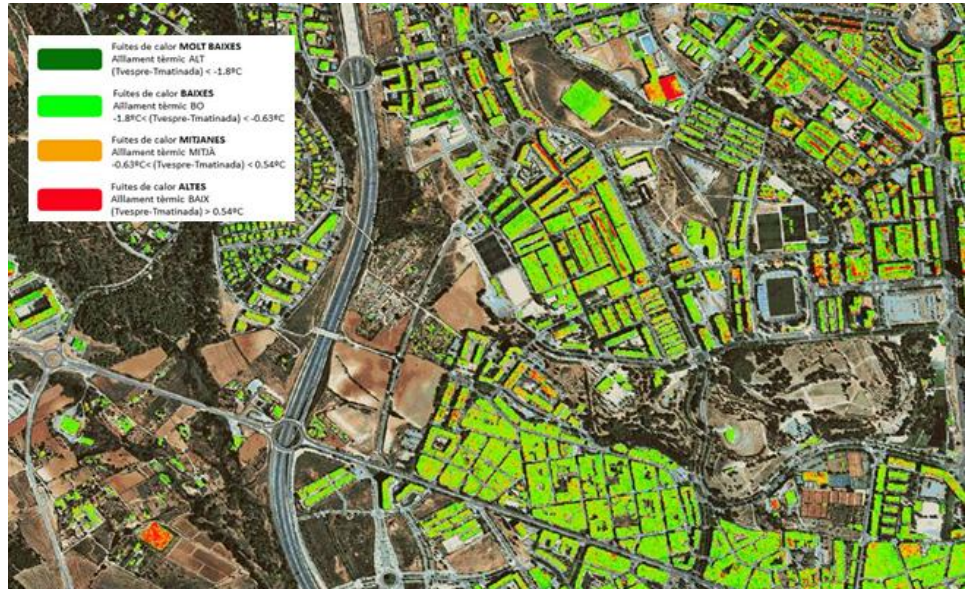 Fuites de calor MOLT BAIXES
Aïllament tèrmic ALT
(Tvespre-Tmatinada) < -1.8ºC
Fuites de calor BAIXES
Aïllament tèrmic BO
-1.8ºC< (Tvespre-Tmatinada) < -0.63ºC
Fuites de calor MITJANES
Aïllament tèrmic MITJÀ
-0.63ºC< (Tvespre-Tmatinada) < 0.54ºC
Fuites de calor ALTES
Aïllament tèrmic BAIX
(Tvespre-Tmatinada) > 0.54ºC